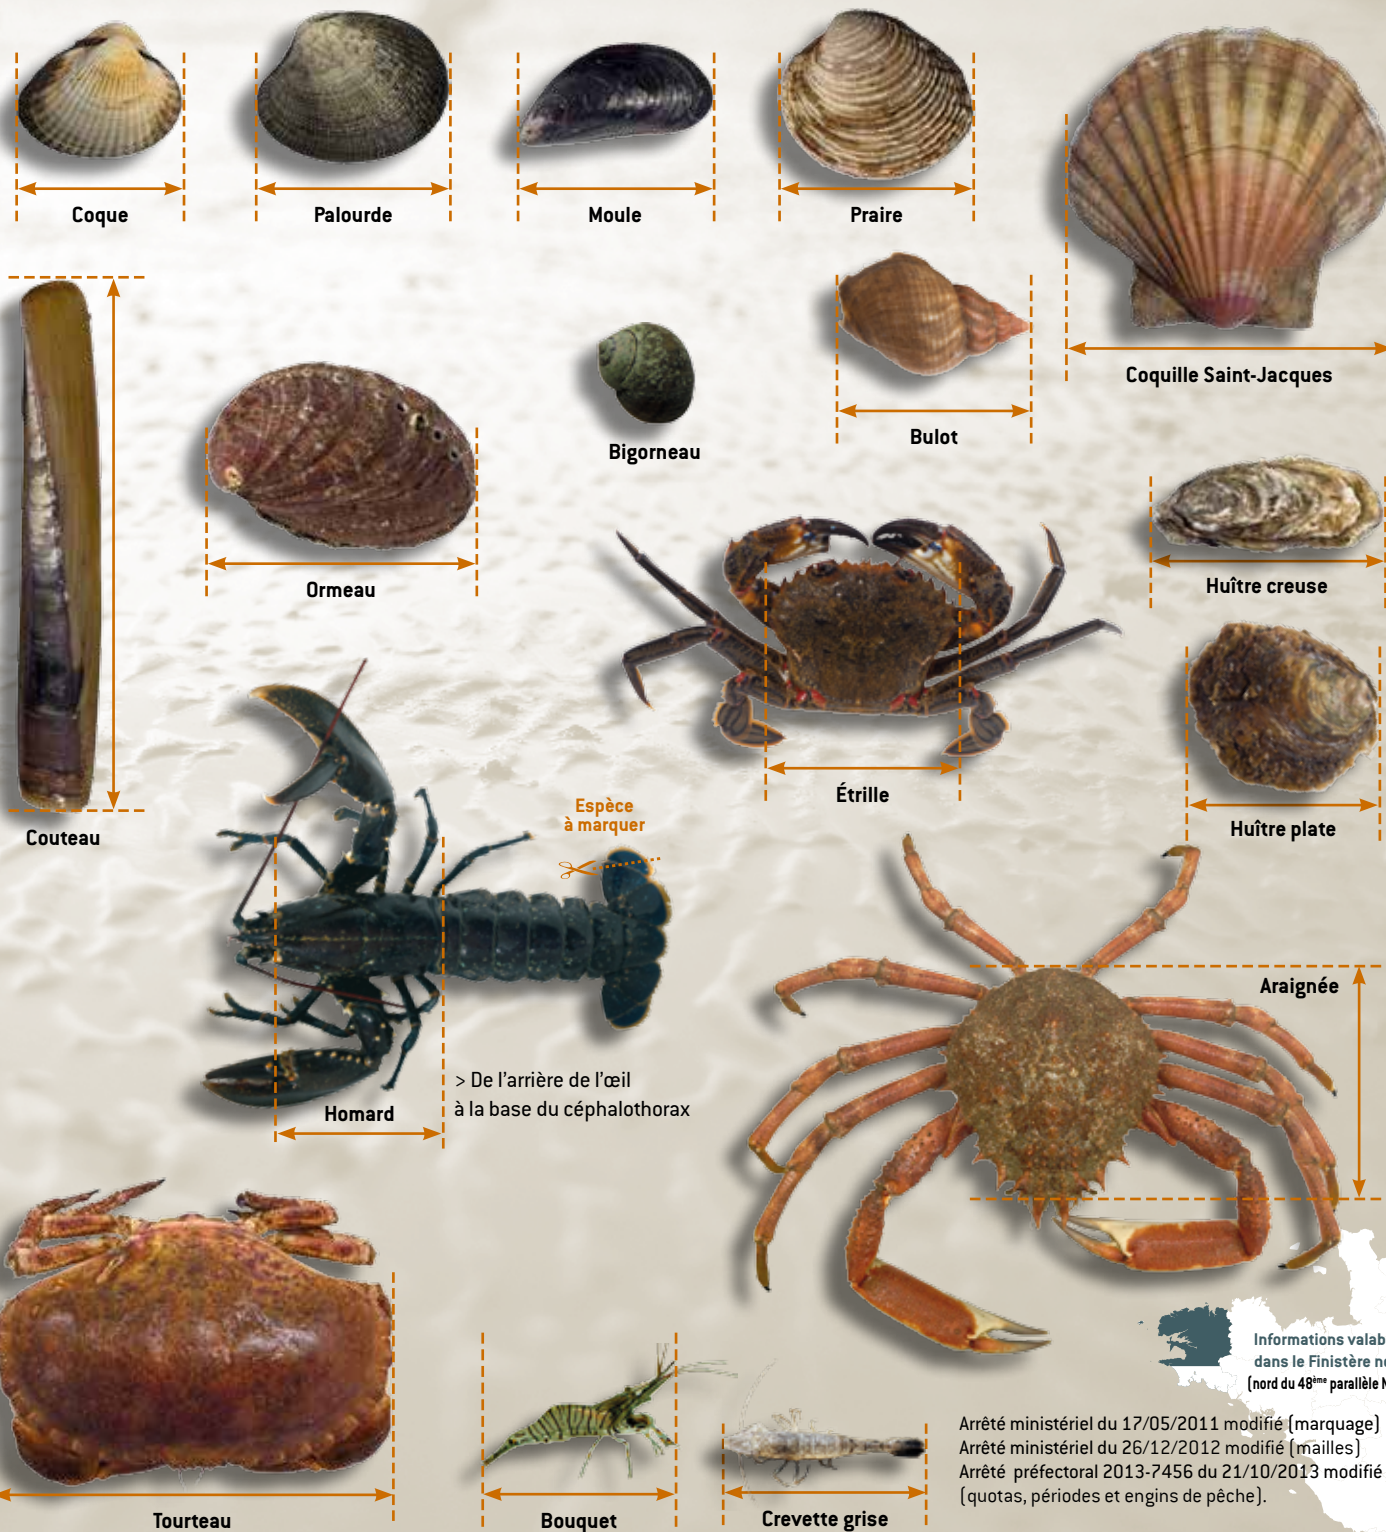 Coque
Palourde
Moule
Praire
Coquille Saint-Jacques
Bulot
Bigorneau
Ormeau
Huître creuse
Étrille
Huître plate
Couteau
Espèce
à marquer
Araignée
> De l'arrière de l'œil
à la base du céphalothorax
Homard
Informations valab
dans le Finistère n
(nord du 48ème parallèle N
Arrêté ministériel du 17/05/2011 modifié (marquage)
Arrêté ministériel du 26/12/2012 modifié (mailles)
Arrêté préfectoral 2013-7456 du 21/10/2013 modifié
(quotas, périodes et engins de pêche).
Tourteau
Bouquet
Crevette grise